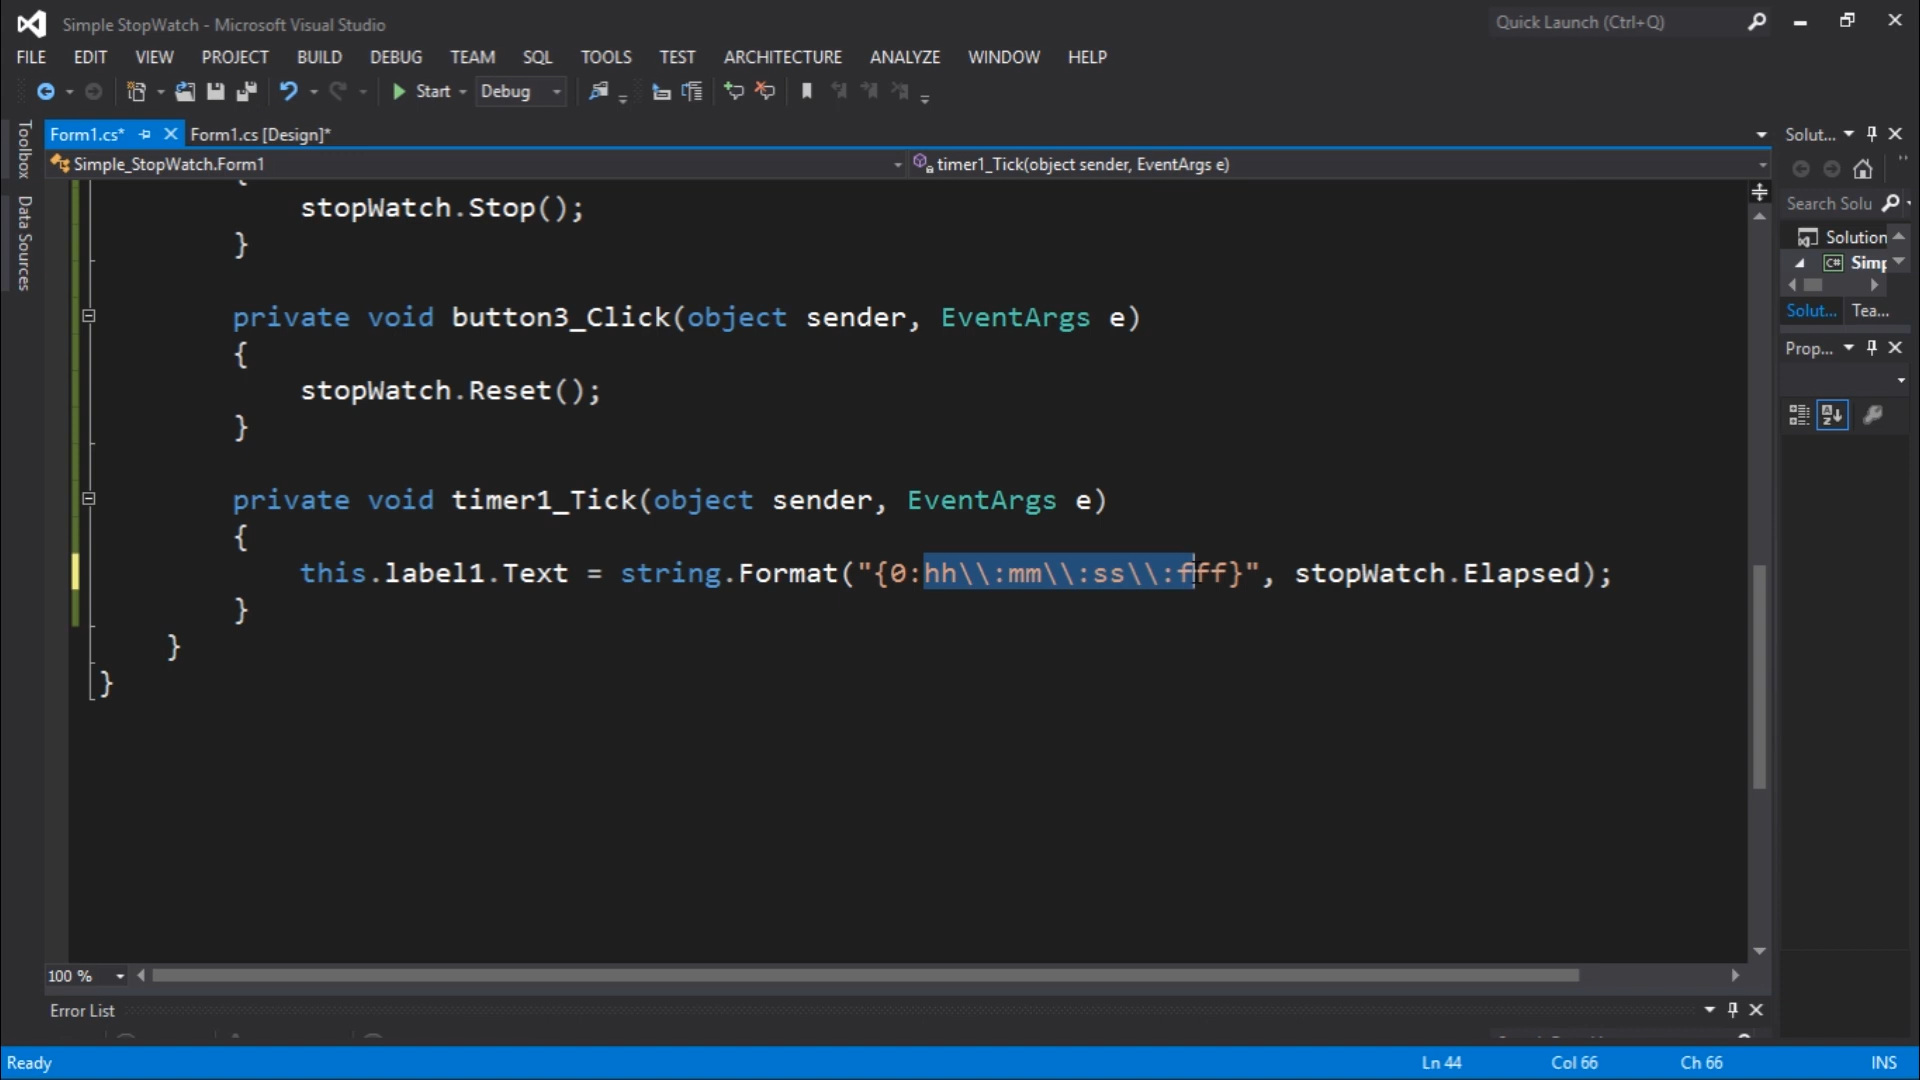 Simple StopWatch - Microsoft Visual Studio
Quick Launch (Ctrl+Q)
FILE EDIT VIEW PROJECT BUILD DEBUG TEAM SQL TOOLS TEST ARCHITECTURE ANALYZE WINDOW HELP
Start Debug
Toolbox
Data Sources
Form1.cs* Form1.cs [Design]*
Simple_StopWatch.Form1 timer1_Tick(object sender, EventArgs e)
{
stopWatch.Stop();
}
private void button3_Click(object sender, EventArgs e)
{
stopWatch.Reset();
}
private void timer1_Tick(object sender, EventArgs e)
{
this.label1.Text = string.Format("{0:hh\\:mm\\:ss\\:fff}", stopWatch.Elapsed);
}
}
}
100 %
Error List
Solut...
Search Solu
Solution
C# Simp
Solut... Tea...
Prop...
Ready Ln 44 Col 66 Ch 66 INS